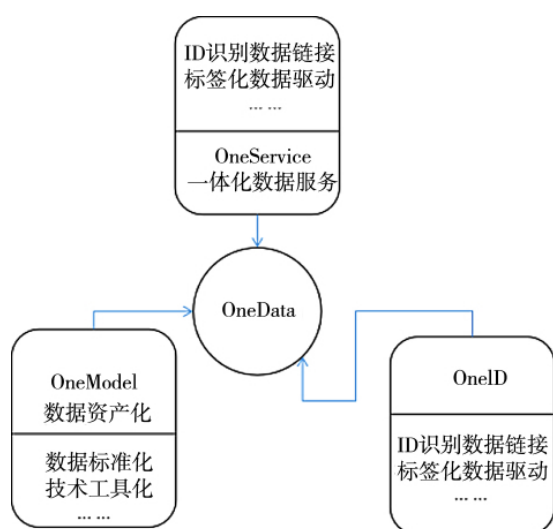 ID识别数据链接
标签化数据驱动
... ...
OneService
一体化数据服务
OneData
OneModel
数据资产化
数据标准化
技术工具化
... ...
OneID
ID识别数据链接
标签化数据驱动
... ...